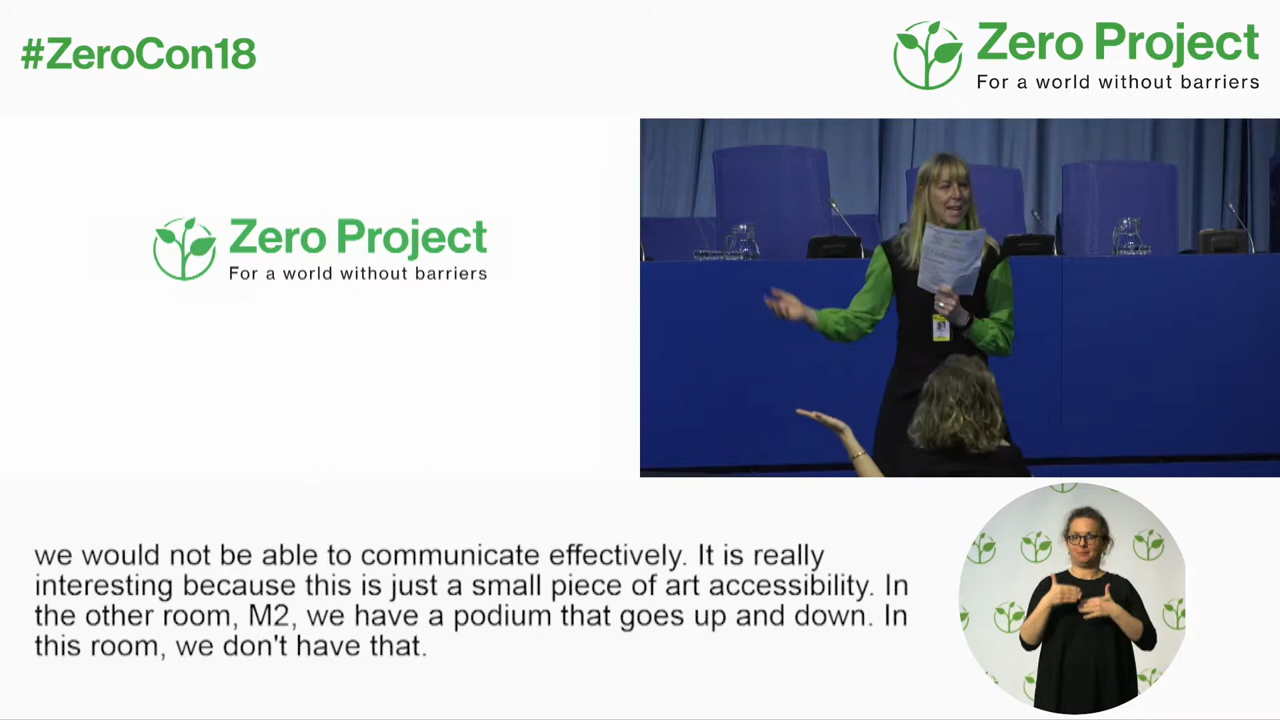 #ZeroCon18
Zero Project
For a world without barriers
Zero Project
For a world without barriers
we would not be able to communicate effectively. It is really
interesting because this is just a small piece of art accessibility. In
the other room, M2, we have a podium that goes up and down. In
this room, we don't have that.